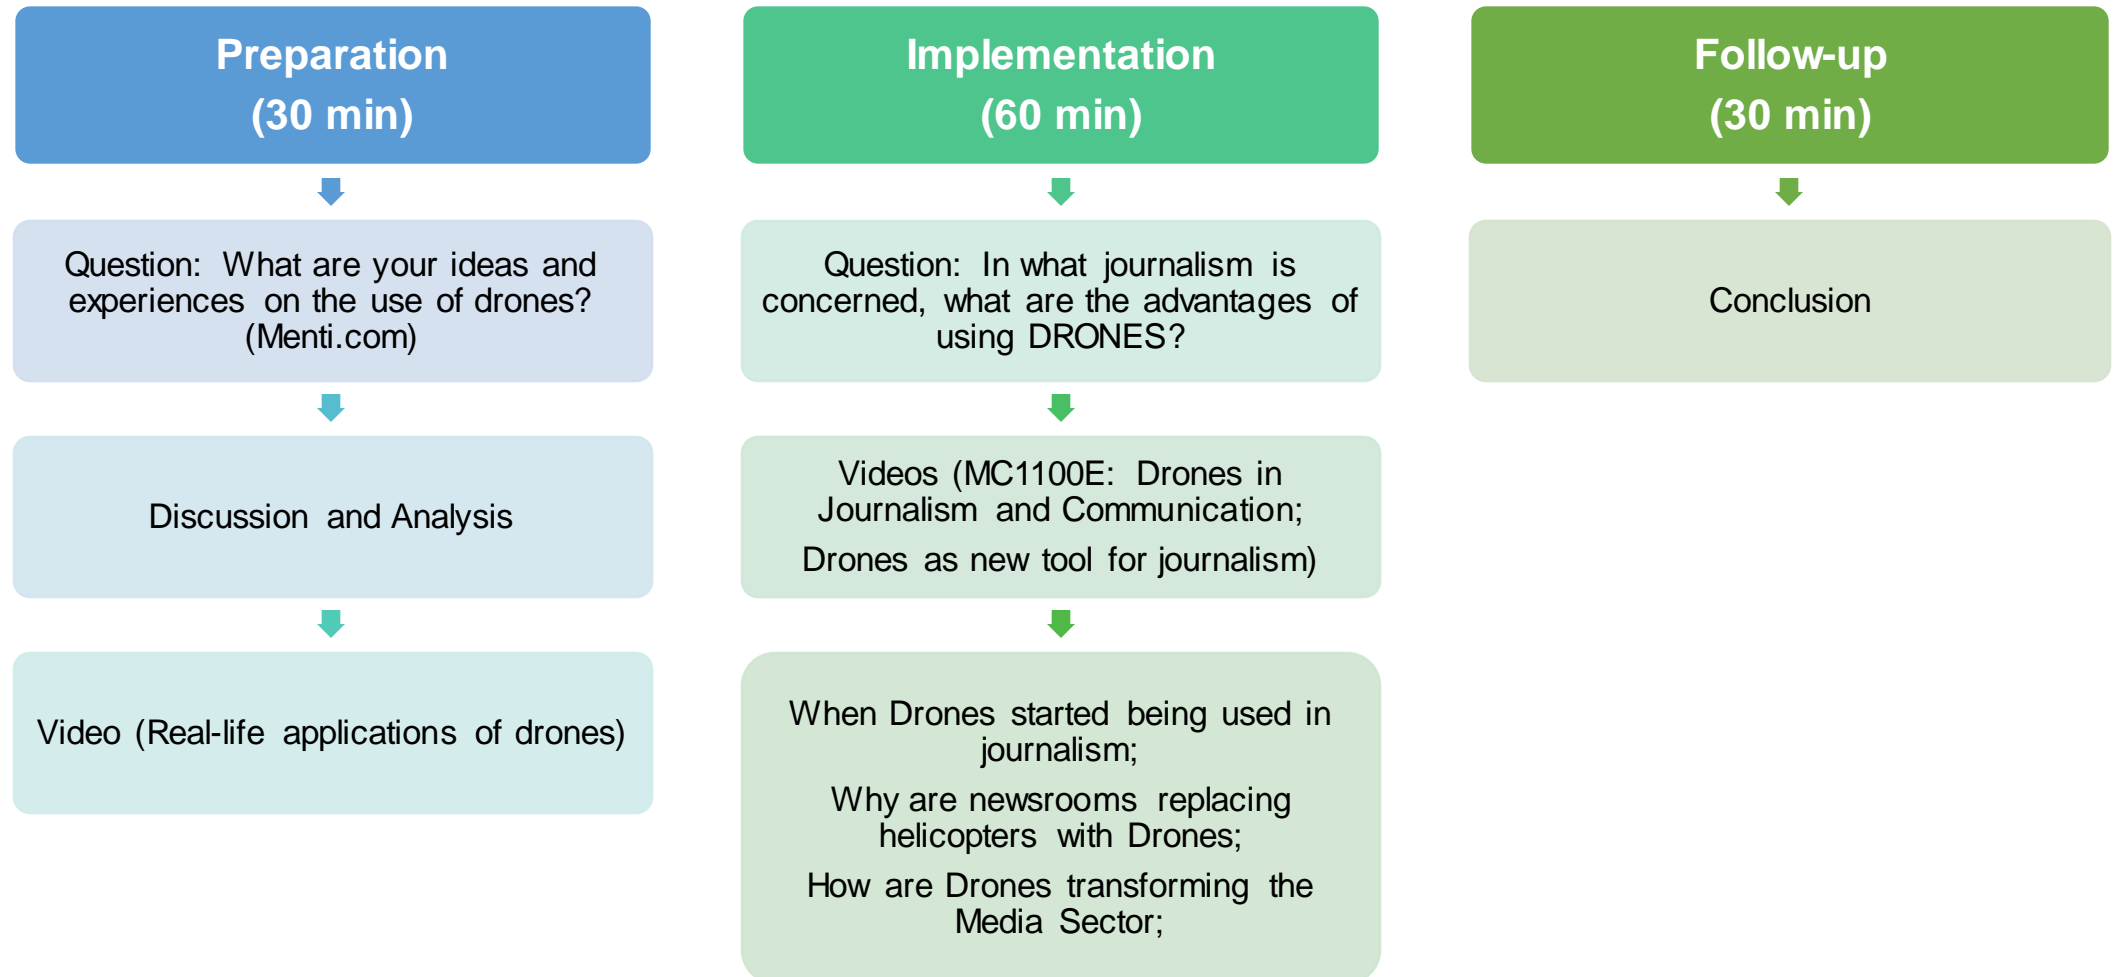 Preparation
(30 min)
Question: What are your ideas and
experiences on the use of drones?
(Menti.com)
Discussion and Analysis
Video (Real-life applications of drones)
Implementation
(60 min)
Question: In what journalism is
concerned, what are the advantages of
using DRONES?
Videos (MC1100E: Drones in
Journalism and Communication;
Drones as new tool for journalism)
When Drones started being used in
journalism;
Why are newsrooms replacing
helicopters with Drones;
How are Drones transforming the
Media Sector;
Follow-up
(30 min)
Conclusion